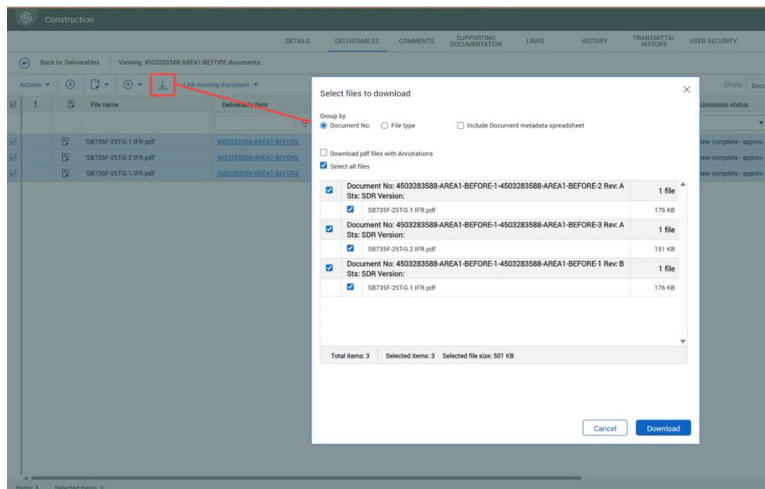 Construction
DETAILS DELIVERABLES COMMENTS SUPPORTING DOCUMENTATION LINKS HISTORY TRANSMITTAL HISTORY USER SECURITY
Back to: Deliverables Viewing: 4503283588-AREA1-BEFORE documents
Actions Link existing document Show: Docu
! File name Deliverable item ubmission status
'SB735F-25T-G.1.IFR.pdf 4503283588-AREA1-BEFORE iew complete - approv.
'SB735F-25T-G.1.IFR.pdf 4503283588-AREA1-BEFORE iew complete - approv.
'SB735F-25T-G.1.IFR.pdf 4503283588-AREA1-BEFORE iew complete - approv.
Select files to download
Group by
Document No. File type Include Document metadata spreadsheet
Download pdf files with Annotations
Select all files
Document No: 4503283588-AREA1-BEFORE-1-4503283588-AREA1-BEFORE-2 Rev: A 1 file
Sts: SDR Version:
SB735F-25T-G.1.IFR.pdf 176 KB
Document No: 4503283588-AREA1-BEFORE-1-4503283588-AREA1-BEFORE-3 Rev: A 1 file
Sts: SDR Version:
SB735F-25T-G.2.IFR.pdf 151 KB
Document No: 4503283588-AREA1-BEFORE-1-4503283588-AREA1-BEFORE-1 Rev: B 1 file
Sts: SDR Version:
SB735F-25T-G.1.IFR.pdf 176 KB
Total items: 3 Selected items: 3 Selected file size: 501 KB
Cancel Download
Items: 3 Selected items: 3